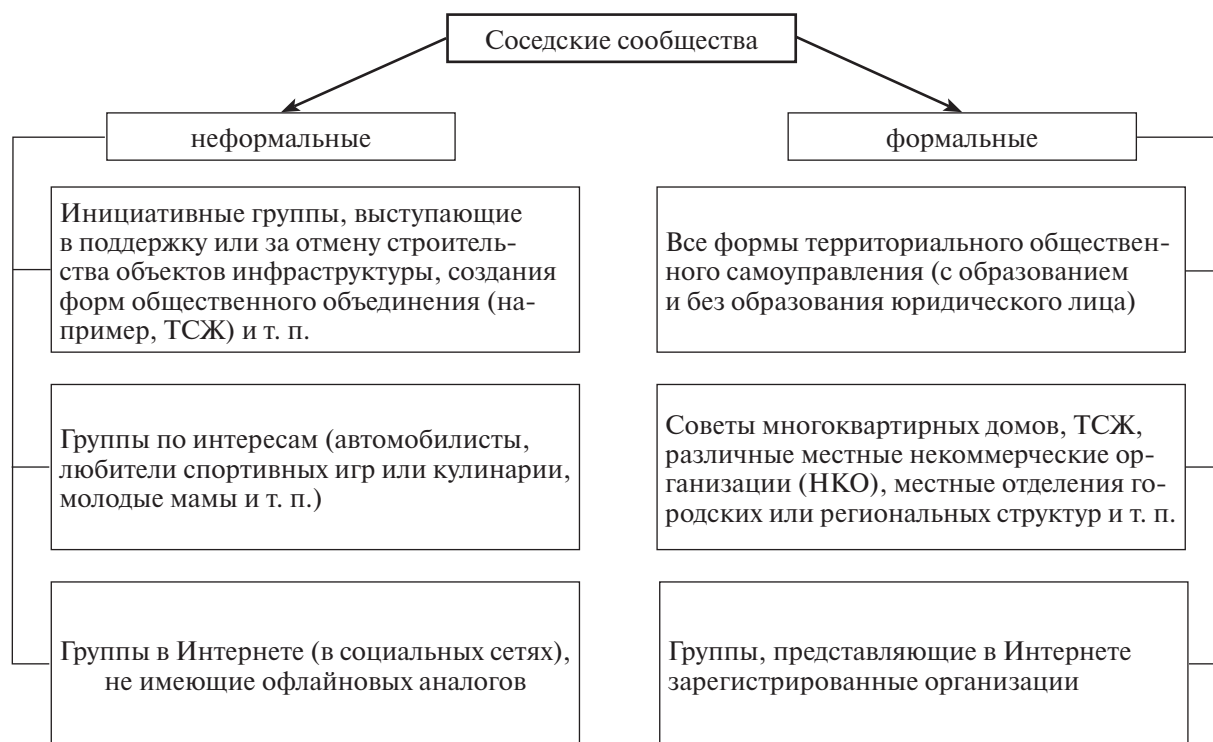 Соседские сообщества
неформальные
Инициативные группы, выступающие
в поддержку или за отмену строитель-
ства объектов инфраструктуры, создания
форм общественного объединения (на-
пример, ТСЖ) и т. п.
Группы по интересам (автомобилисты,
любители спортивных игр или кулинарии,
молодые мамы и т. п.)
Группы в Интернете (в социальных сетях),
не имеющие офлайновых аналогов
формальные
Все формы территориального обществен-
ного самоуправления (с образованием
и без образования юридического лица)
Советы многоквартирных домов, ТСЖ,
различные местные некоммерческие ор-
ганизации (НКО), местные отделения го-
родских или региональных структур и т. п.
Группы, представляющие в Интернете
зарегистрированные организации